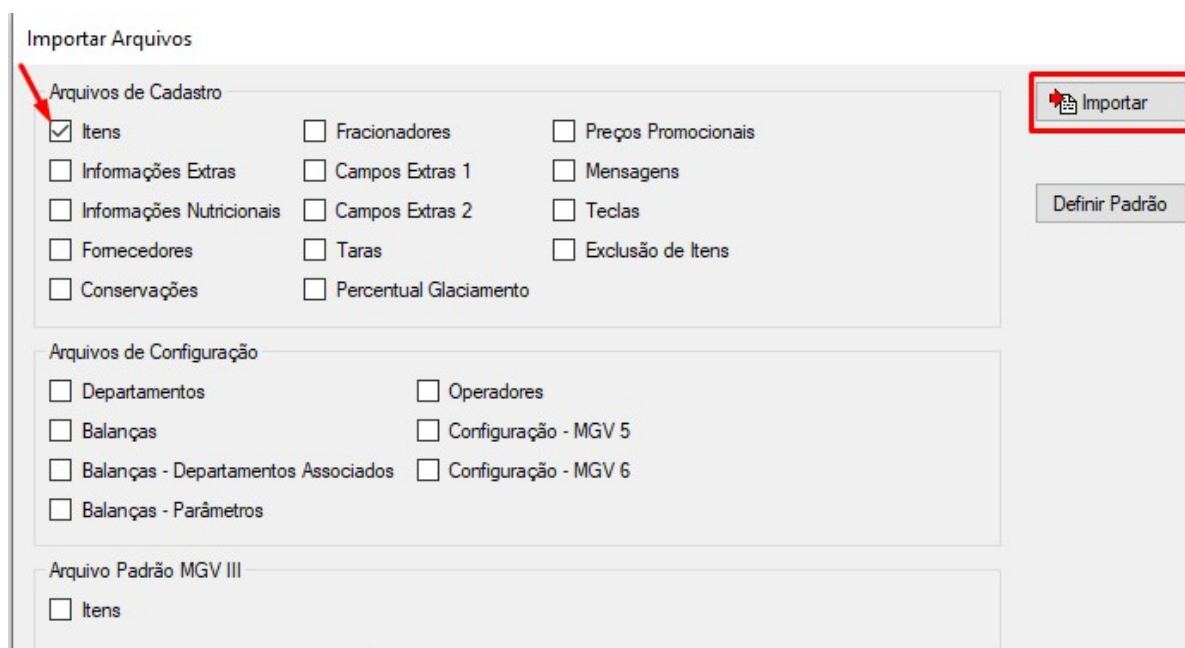 Importar Arquivos
Arquivos de Cadastro
Itens
Fracionadores
Preços Promocionais
Informações Extras
Campos Extras 1
Mensagens
Informações Nutricionais
Campos Extras 2
Teclas
Fornecedores
Taras
Exclusão de Itens
Conservações
Percentual Glaciamento
Importar
Definir Padrão
Arquivos de Configuração
Departamentos
Operadores
Balanças
Configuração - MGV 5
Balanças - Departamentos Associados
Configuração - MGV 6
Balanças - Parâmetros
Arquivo Padrão MGV III
Itens